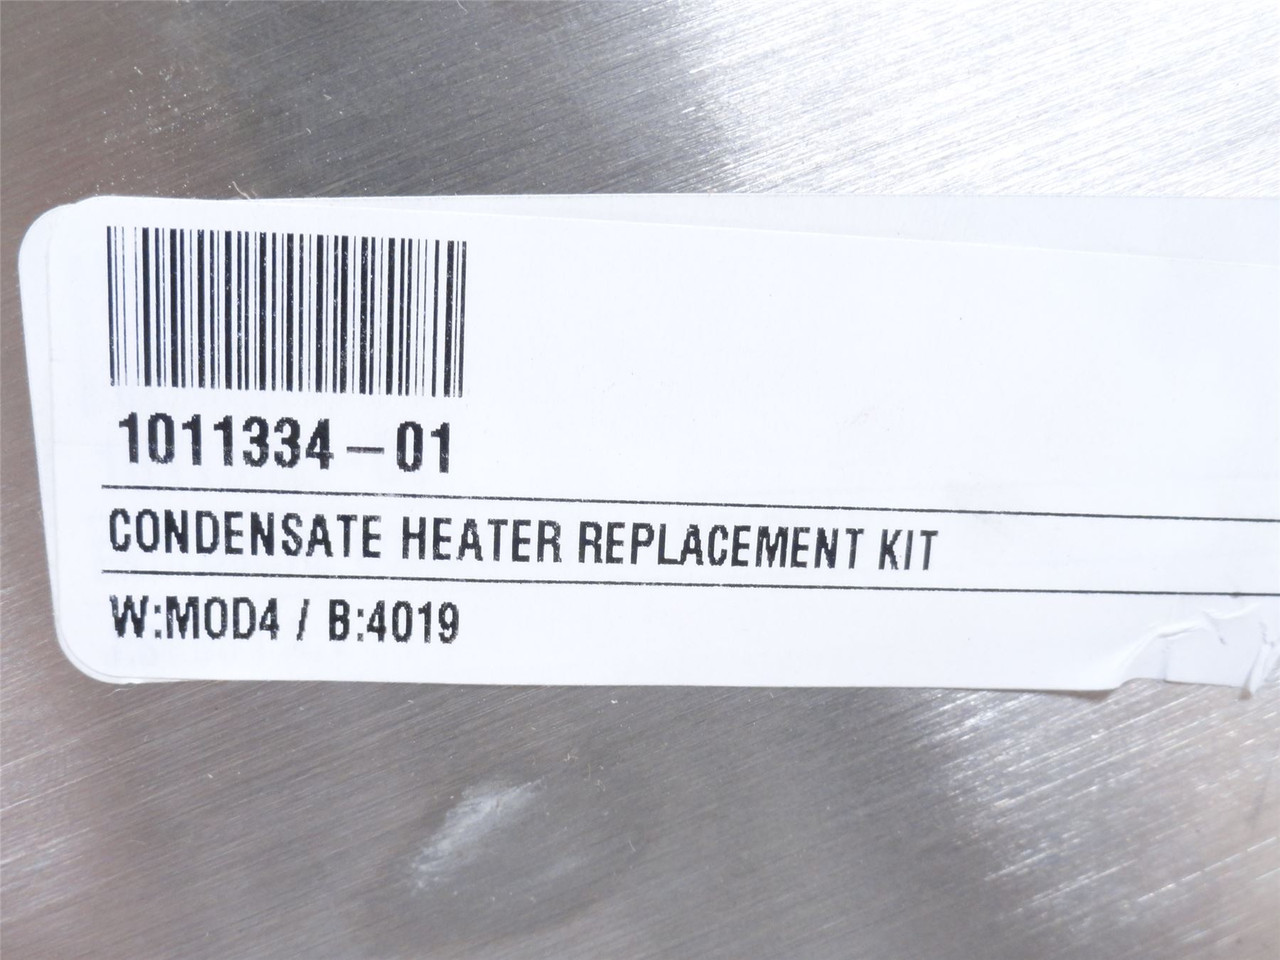 1011334-01
CONDENSATE HEATER REPLACEMENT KIT
W:MOD4 / B:4019